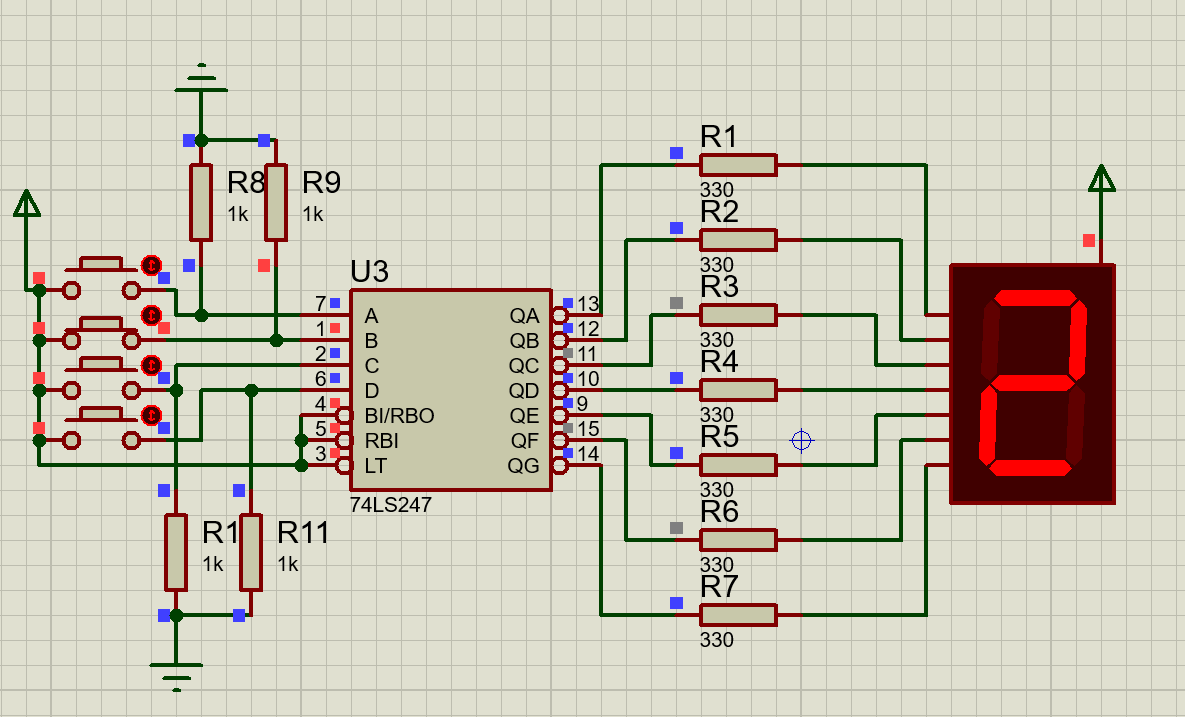 R8
1k
R9
1k
U3
7
1
2
6
4
5
3
A
B
C
D
BI/RBO
RBI
LT
QA
QB
QC
QD
QE
QF
QG
13
12
11
10
9
15
14
74LS247
R1
1k
R11
1k
R1
330
R2
330
R3
330
R4
330
R5
330
R6
330
R7
330
2